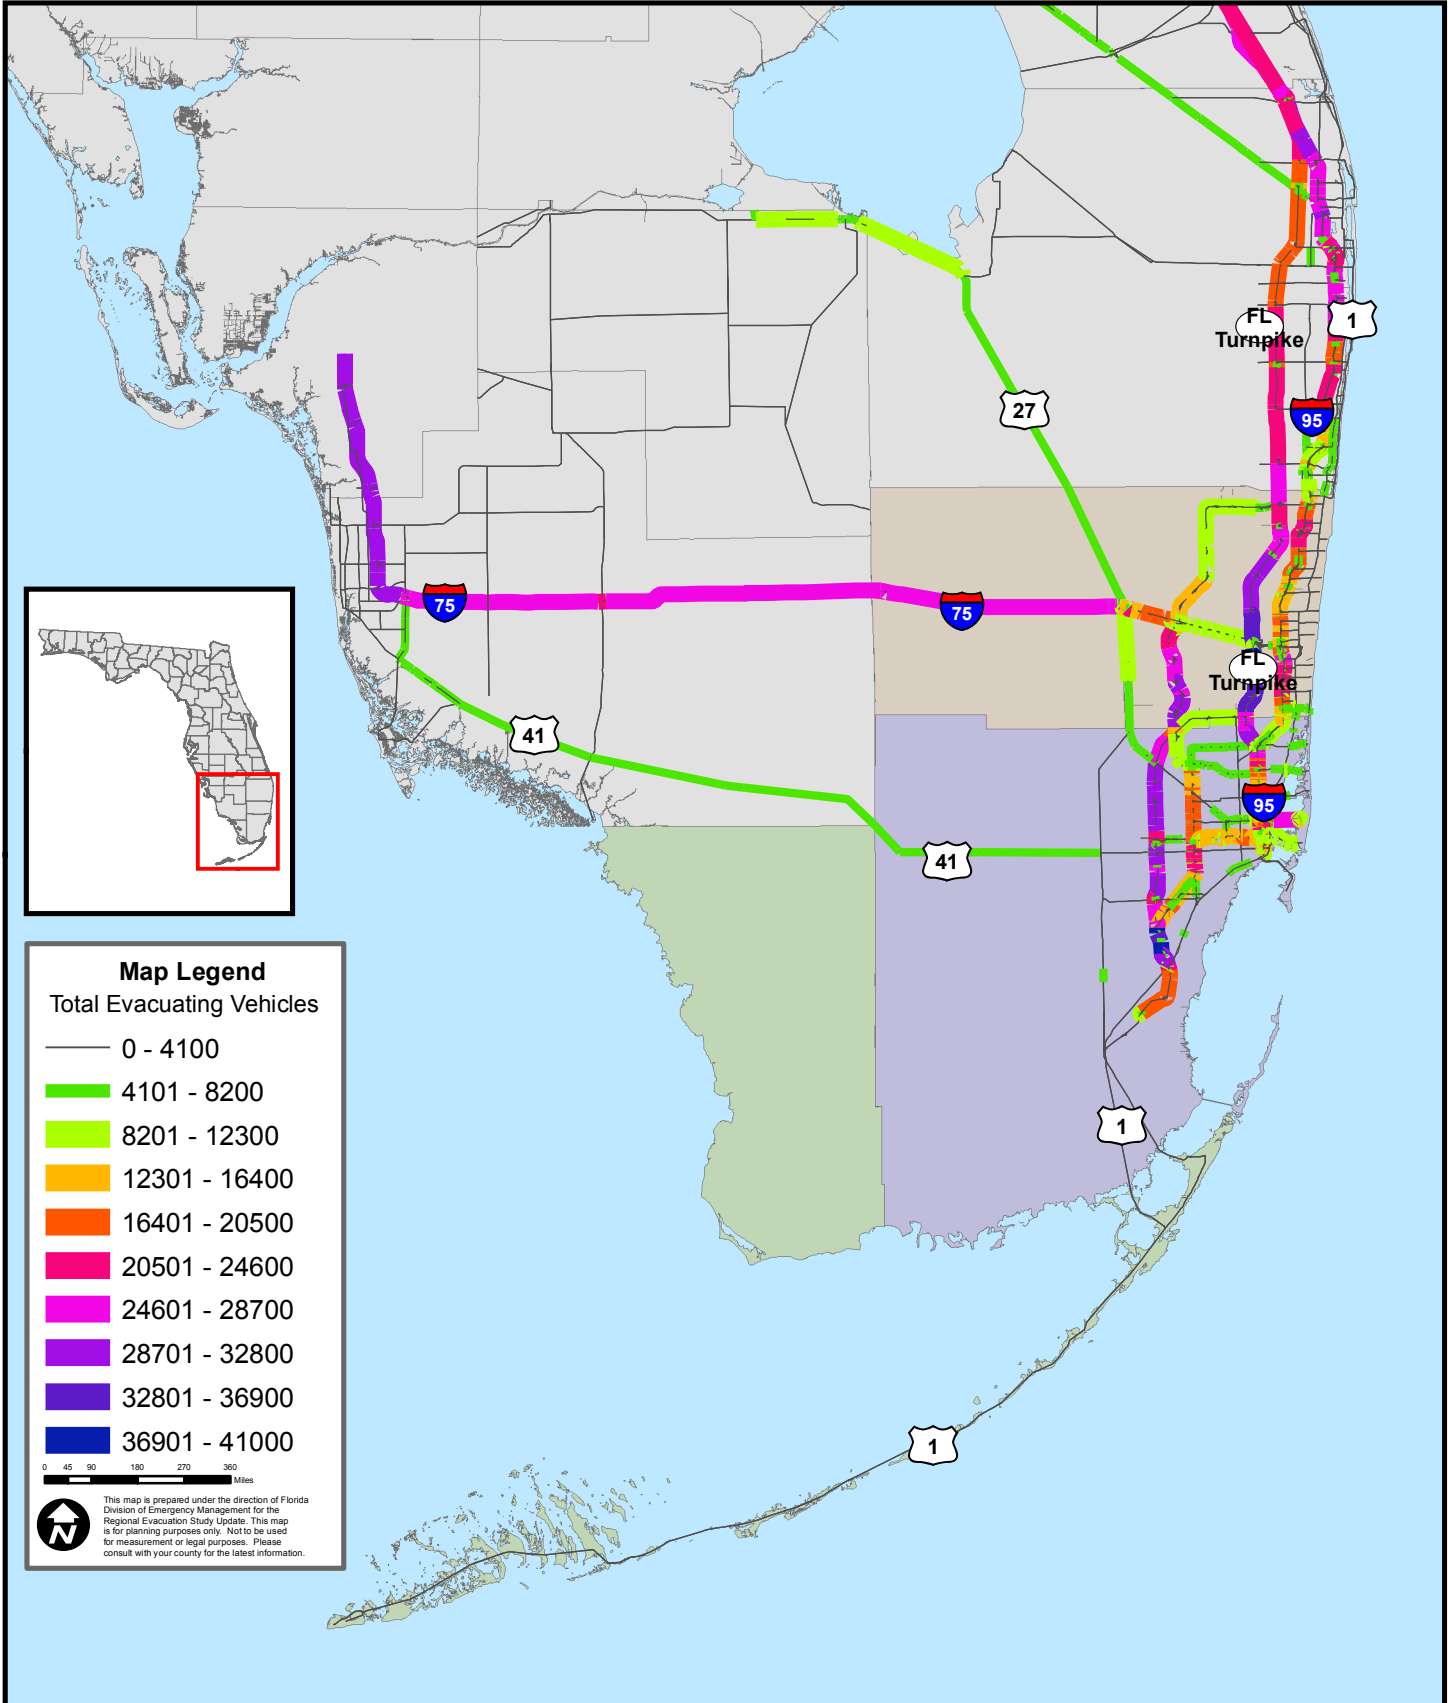 FL
Turnpike
1
95
27
75
75
FL
Turnpike
41
95
41
Map Legend
Total Evacuating Vehicles
0 - 4100
4101 - 8200
8201 - 12300
12301 - 16400
16401 - 20500
20501 - 24600
24601 - 28700
28701 - 32800
32801 - 36900
36901 - 41000
0 45 90 180 270 360
Miles
N
This map is prepared under the direction of Florida
Division of Emergency Management for the
Regional Evacuation Study Update. This map
is for planning purposes only. Not to be used
for measurement or legal purposes. Please
consult with your county for the latest information.
1
1